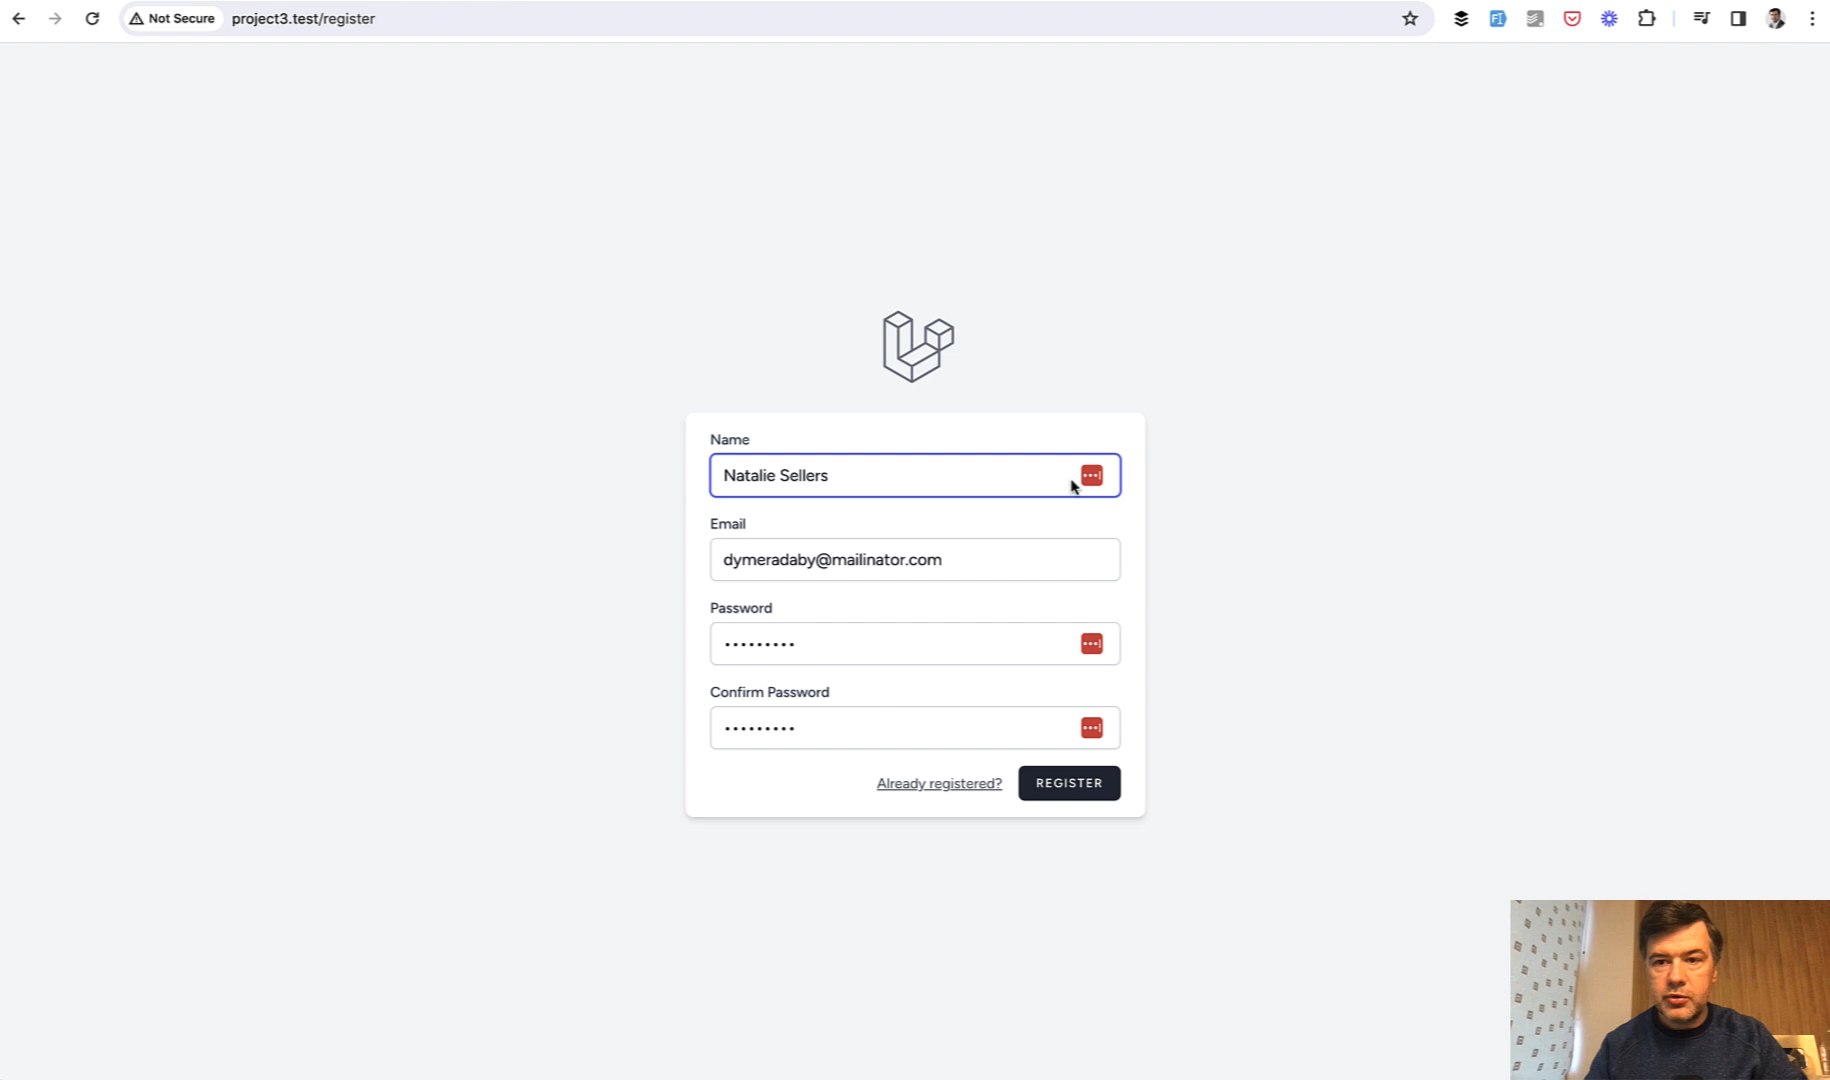 Not Secure project3.test/register
Name
Natalie Sellers
Email
dymeradaby@mailinator.com
Password
•••••••••
Confirm Password
•••••••••
Already registered? REGISTER